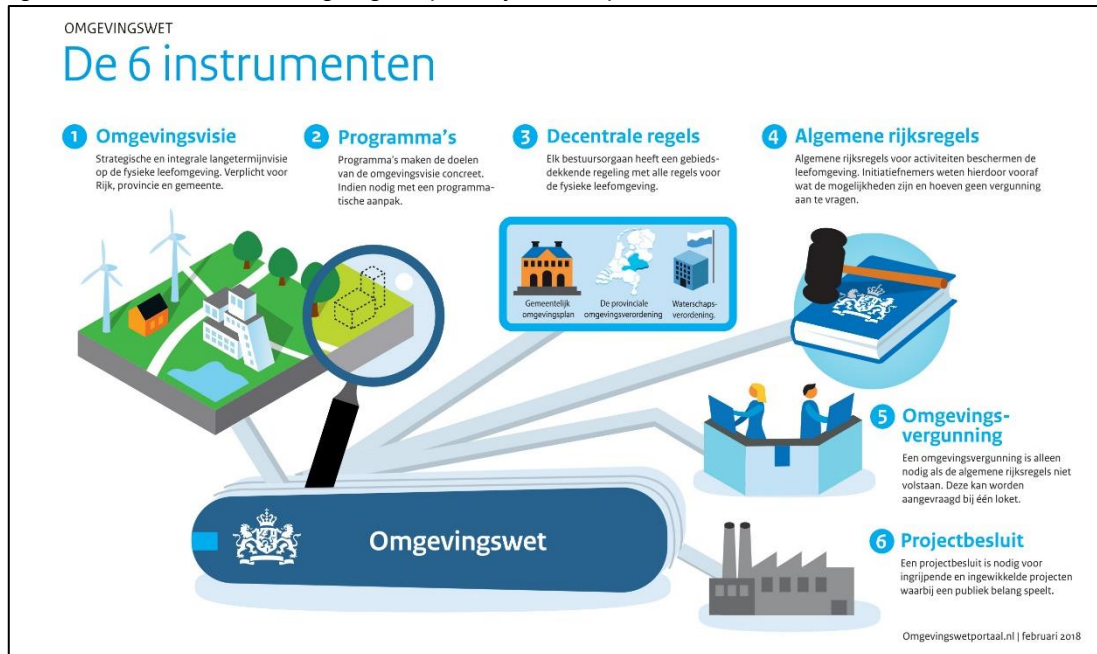 OMGEVINGSWET
De 6 instrumenten
1 Omgevingsvisie
Strategische en integrale langetermijnvisie
op de fysieke leefomgeving. Verplicht voor
Rijk, provincie en gemeente.
2 Programma's
Programma's maken de doelen
van de omgevingsvisie concreet.
Indien nodig met een programma-
tische aanpak.
3 Decentrale regels
Elk bestuursorgaan heeft een gebieds-
dekkende regeling met alle regels voor
de fysieke leefomgeving.
Gemeentelijk
omgevingsplan
De provinciale
omgevingsverordening
Waterschaps-
verordening.
4 Algemene rijksregels
Algemene rijksregels voor activiteiten beschermen de
leefomgeving. Initiatiefnemers weten hierdoor vooraf
wat de mogelijkheden zijn en hoeven geen vergunning
aan te vragen.
5 Omgevings-
vergunning
Een omgevingsvergunning is alleen
nodig als de algemene rijksregels niet
volstaan. Deze kan worden
aangevraagd bij één loket.
Omgevingswet
6 Projectbesluit
Een projectbesluit is nodig voor
ingrijpende en ingewikkelde projecten
waarbij een publiek belang speelt.
Omgevingswetportaal.nl | februari 2018